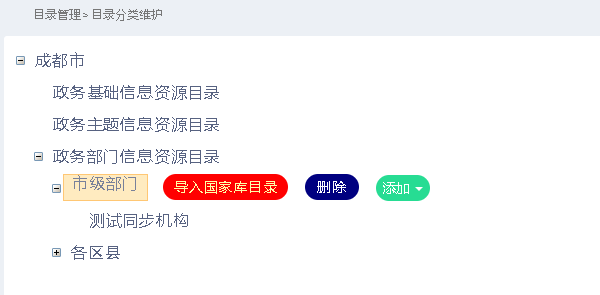 目录管理> 目录分类维护
成都市
政务基础信息资源目录
政务主题信息资源目录
政务部门信息资源目录
市级部门 导入国家库目录 删除 添加
测试同步机构
各区县